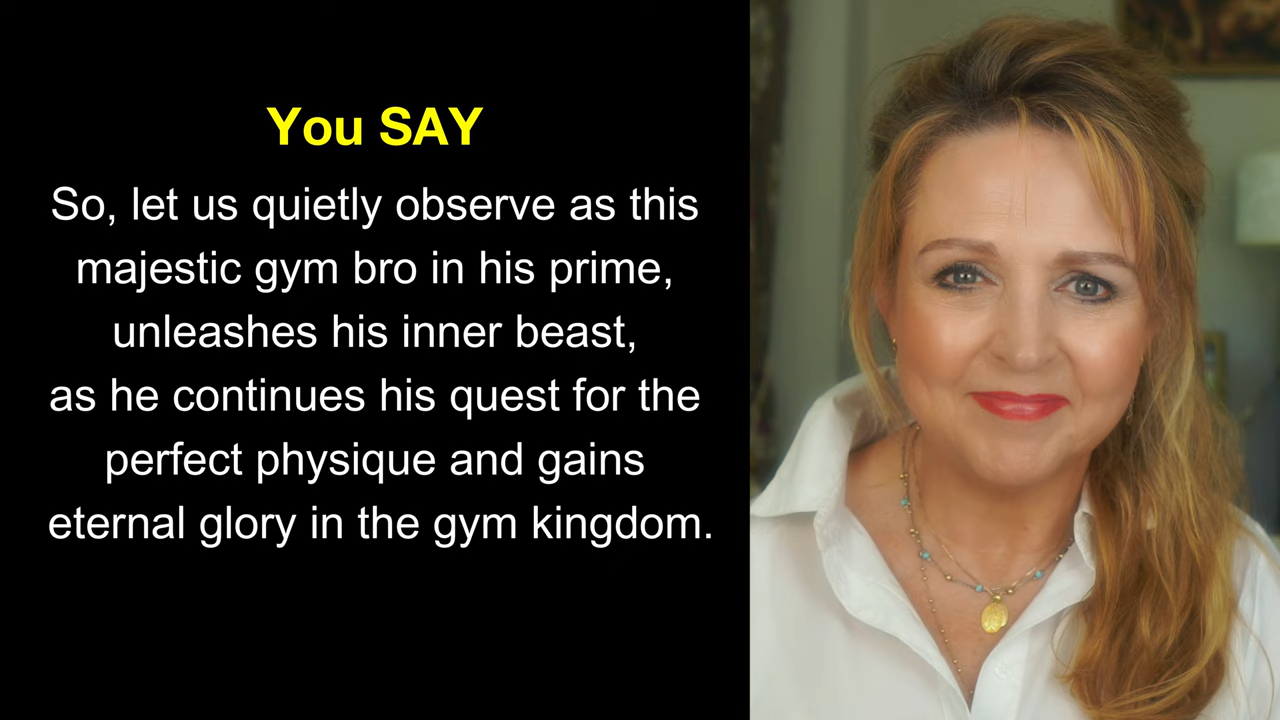 You SAY
So, let us quietly observe as this
majestic gym bro in his prime,
unleashes his inner beast,
as he continues his quest for the
perfect physique and gains
eternal glory in the gym kingdom.